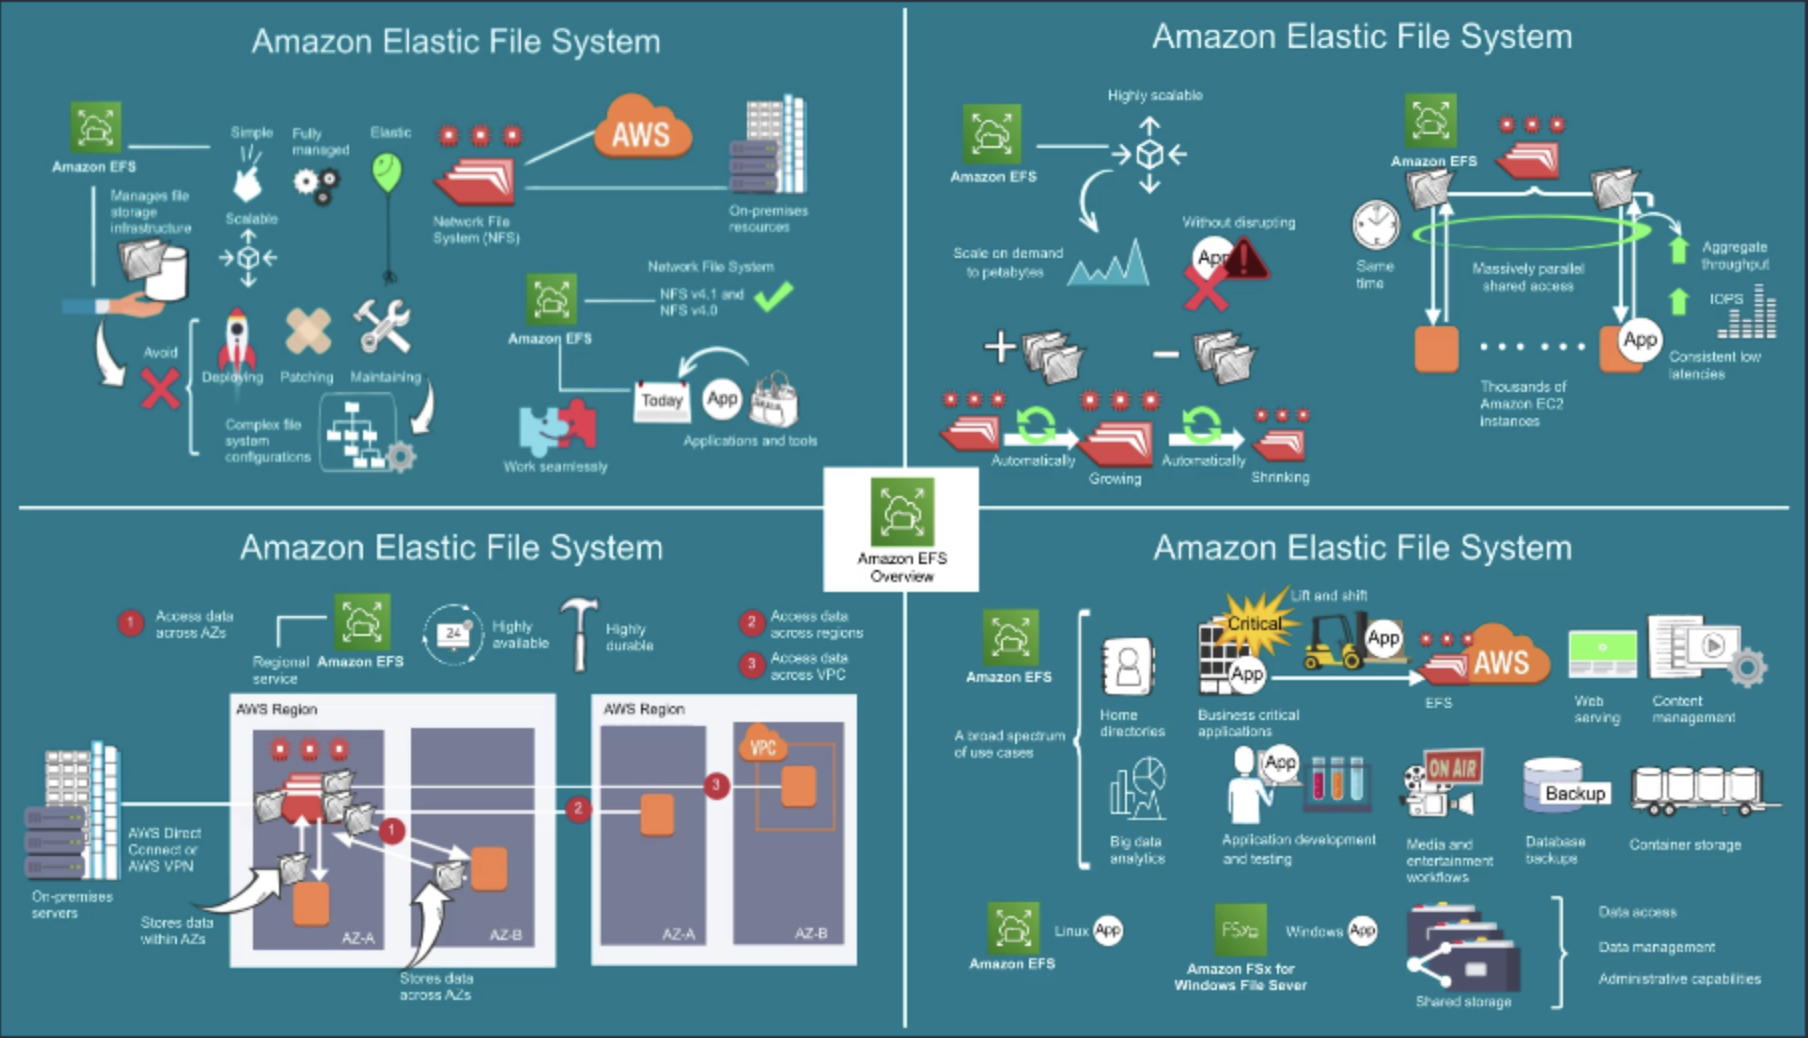 Amazon Elastic File System
Amazon EFS
Simple
Fully
managed
Elastic
AWS
Manages file
storage
infrastructure
Scalable
Network File
System (NFS)
On-premises
resources
Avoid
Deploying
Patching
Maintaining
Complex file
system
configurations
Amazon EFS
Network File System
NFS v4.1 and
NFS v4.0
Today
App
Applications and tools
Work seamlessly
Amazon Elastic File System
Amazon EFS
Highly scalable
Scale on demand
to petabytes
Without disrupting
App
Automatically
Growing
Automatically
Shrinking
Amazon EFS
Same
time
Massively parallel
shared access
Aggregate
throughput
IOPS
App
Consistent low
latencies
Thousands of
Amazon EC2
instances
Amazon EFS
Overview
Amazon Elastic File System
1
Access data
across AZs
Regional
service
Amazon EFS
24
Highly
available
Highly
durable
2
Access data
across regions
3
Access data
across VPC
On-premises
servers
AWS Direct
Connect or
AWS VPN
Stores data
within AZs
AWS Region
1
AZ-A
AZ-B
Stores data
across AZs
AWS Region
2
3
VPC
AZ-A
AZ-B
Amazon Elastic File System
Amazon EFS
A broad spectrum
of use cases
Home
directories
Critical
App
Business critical
applications
Lift and shift
App
AWS
EFS
Web
serving
Content
management
Big data
analytics
App
Application development
and testing
ON AIR
Media and
entertainment
workflows
Backup
Database
backups
Container storage
Amazon EFS
Linux App
FSx
Amazon FSx for
Windows File Sever
Windows App
Shared storage
Data access
Data management
Administrative capabilities